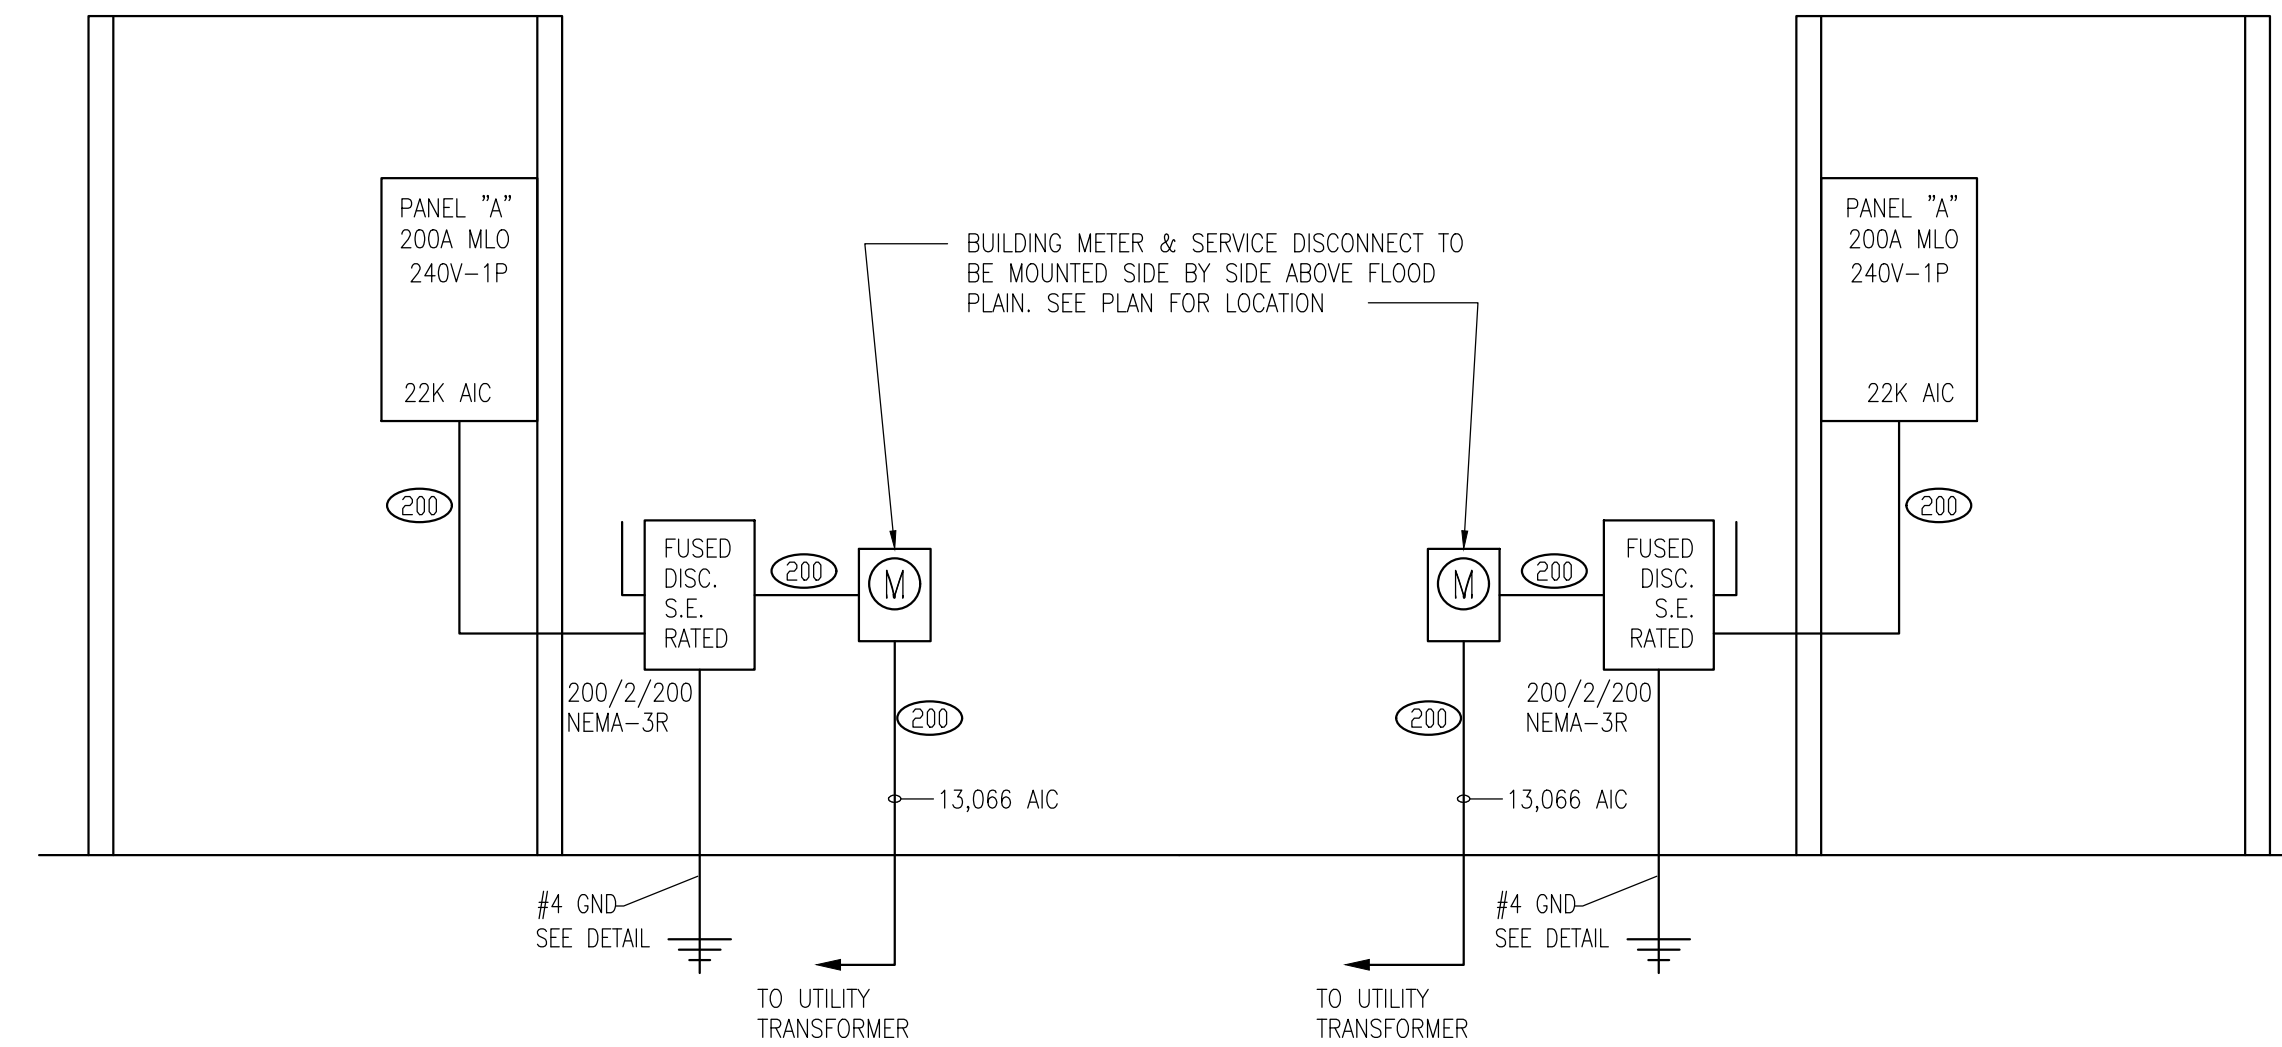 PANEL "A"
200A MLO
240V-1P
22K AIC
200
FUSED
DISC.
S.E.
RATED
200/2/200
NEMA-3R
200
M
200
13,066 AIC
#4 GND
SEE DETAIL
TO UTILITY
TRANSFORMER
BUILDING METER & SERVICE DISCONNECT TO
BE MOUNTED SIDE BY SIDE ABOVE FLOOD
PLAIN. SEE PLAN FOR LOCATION
M
200
200
13,066 AIC
FUSED
DISC.
S.E.
RATED
200/2/200
NEMA-3R
#4 GND
SEE DETAIL
TO UTILITY
TRANSFORMER
PANEL "A"
200A MLO
240V-1P
22K AIC
200